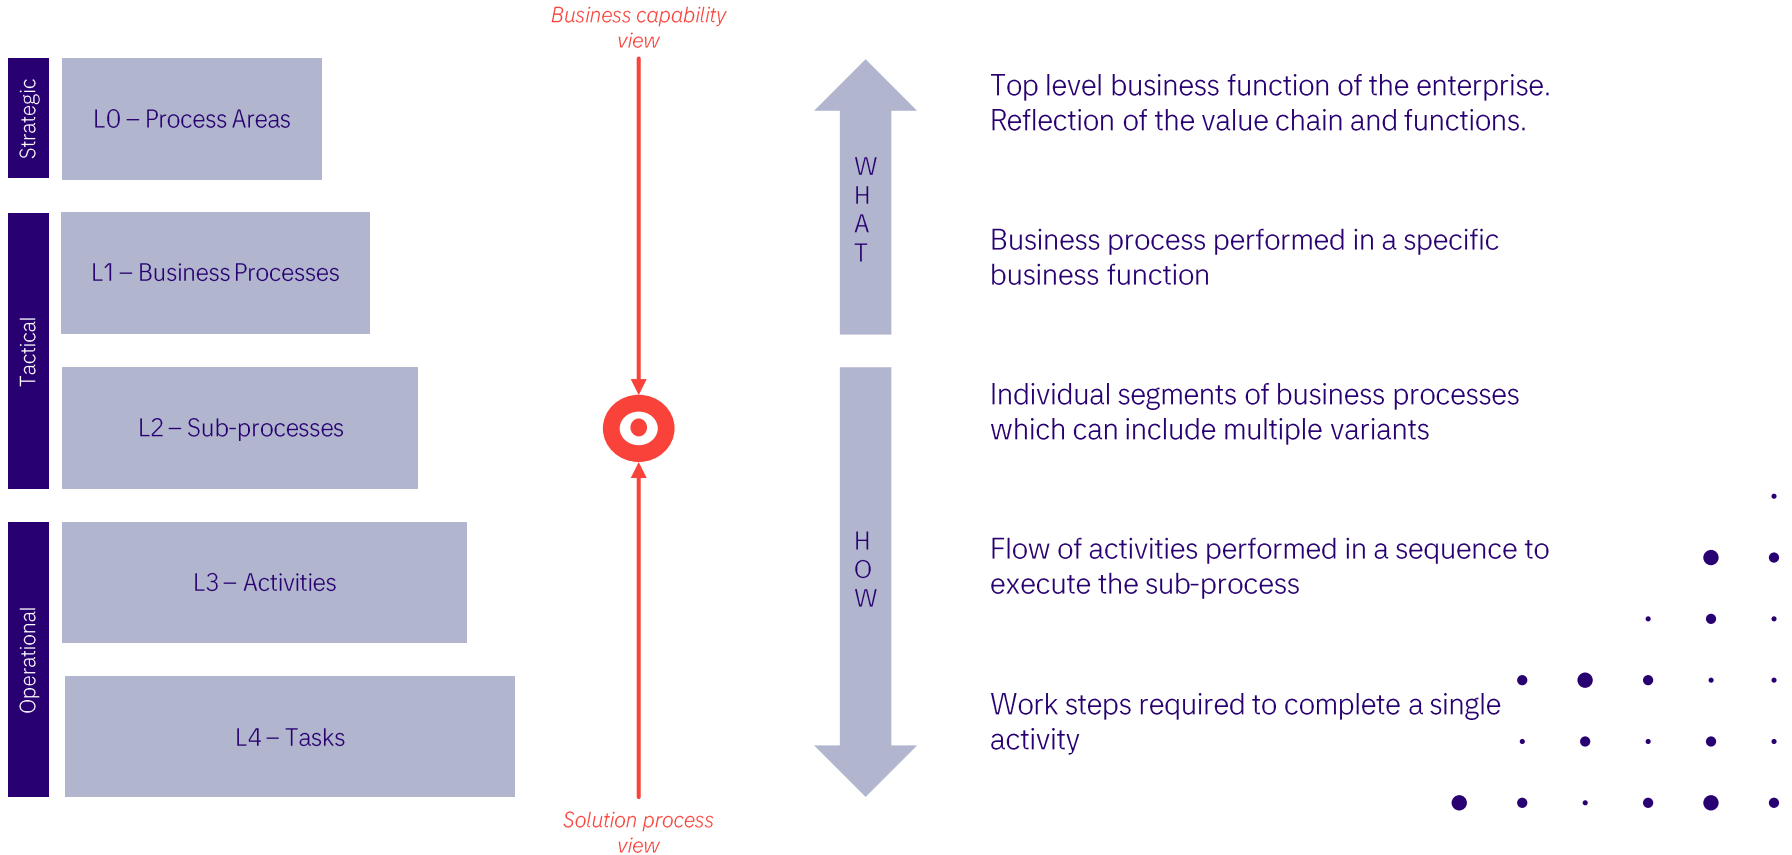 Business capability
view
Strategic
L0 – Process Areas
Top level business function of the enterprise.
Reflection of the value chain and functions.
W
H
A
T
Tactical
L1 – Business Processes
Business process performed in a specific
business function
L2 – Sub-processes
Individual segments of business processes
which can include multiple variants
H
O
W
Operational
L3 – Activities
Flow of activities performed in a sequence to
execute the sub-process
L4 – Tasks
Work steps required to complete a single
activity
Solution process
view